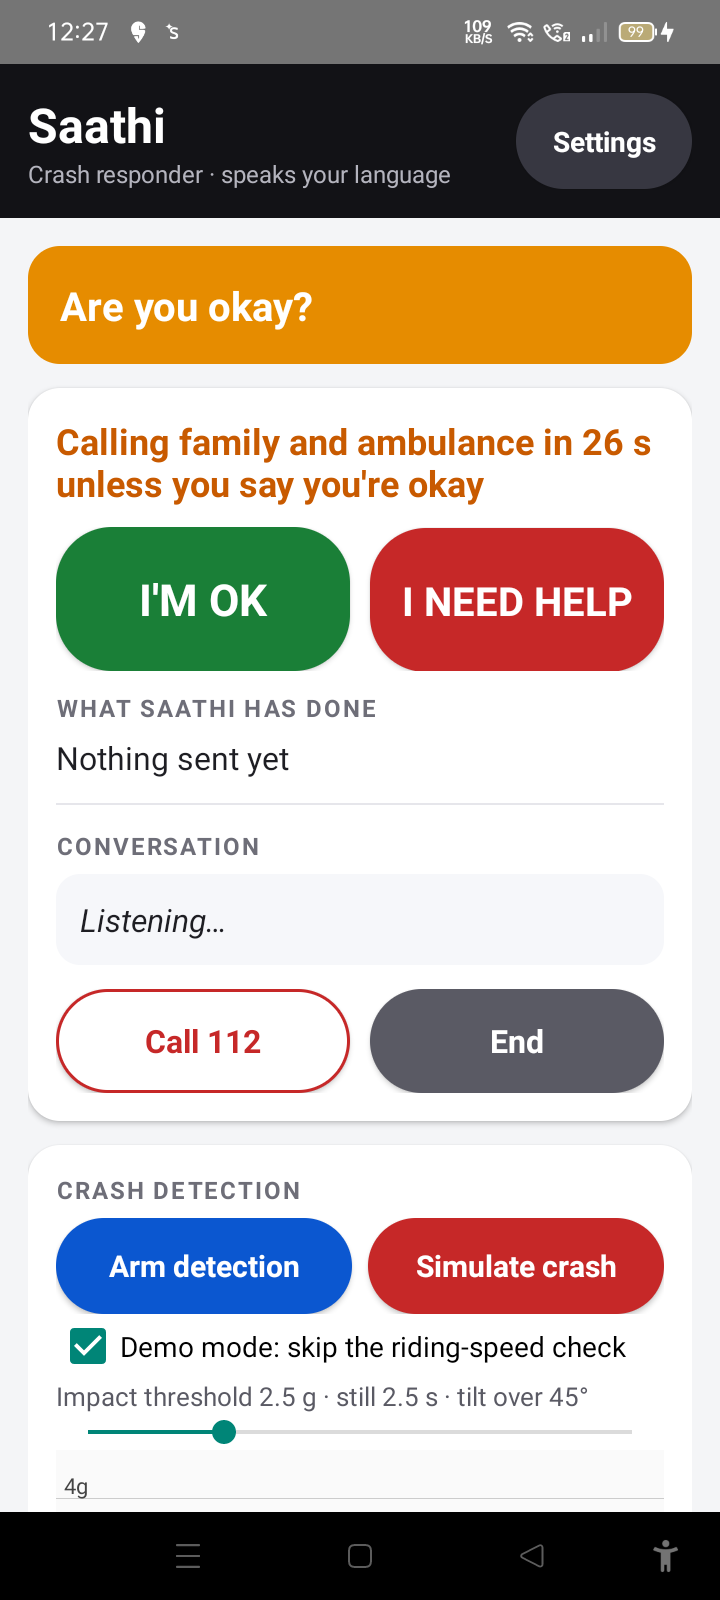 12:27
109
KB/S
99
Saathi
Crash responder · speaks your language
Settings
Are you okay?
Calling family and ambulance in 26 s
unless you say you're okay
I'M OK
I NEED HELP
WHAT SAATHI HAS DONE
Nothing sent yet
CONVERSATION
Listening…
Call 112
End
CRASH DETECTION
Arm detection
Simulate crash
Demo mode: skip the riding-speed check
Impact threshold 2.5 g · still 2.5 s · tilt over 45°
4g